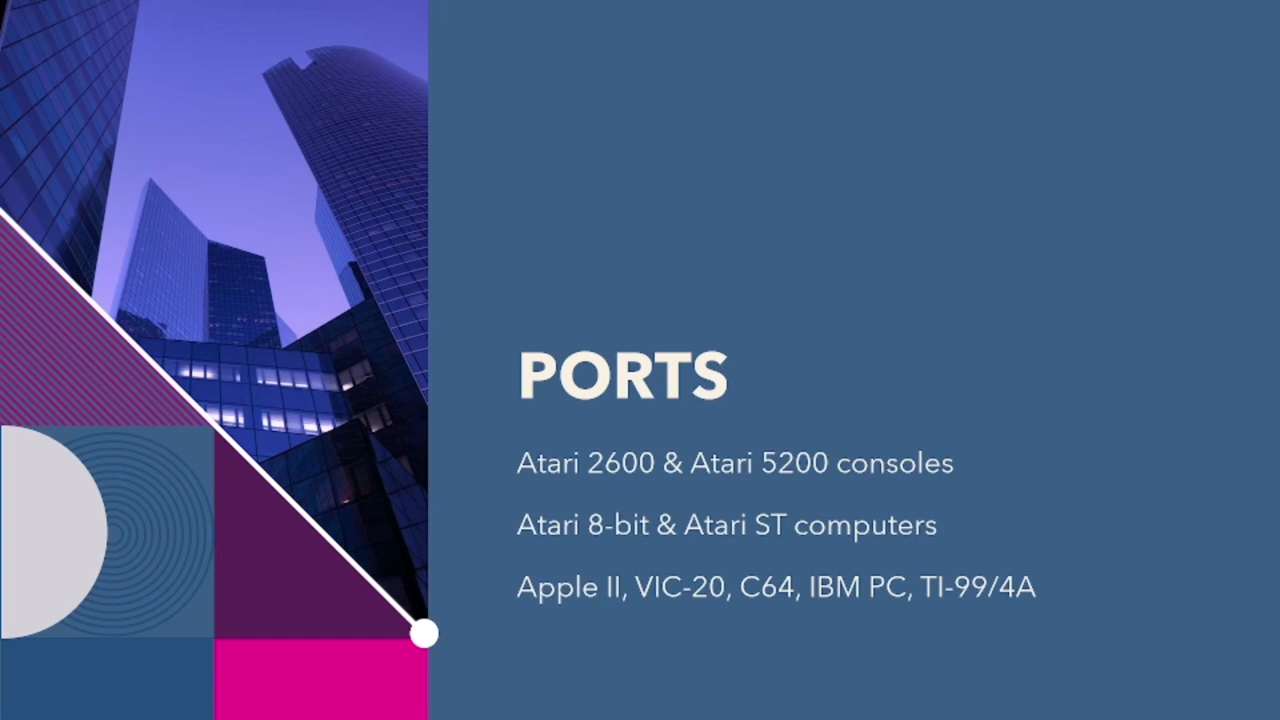 PORTS
Atari 2600 & Atari 5200 consoles
Atari 8-bit & Atari ST computers
Apple II, VIC-20, C64, IBM PC, TI-99/4A